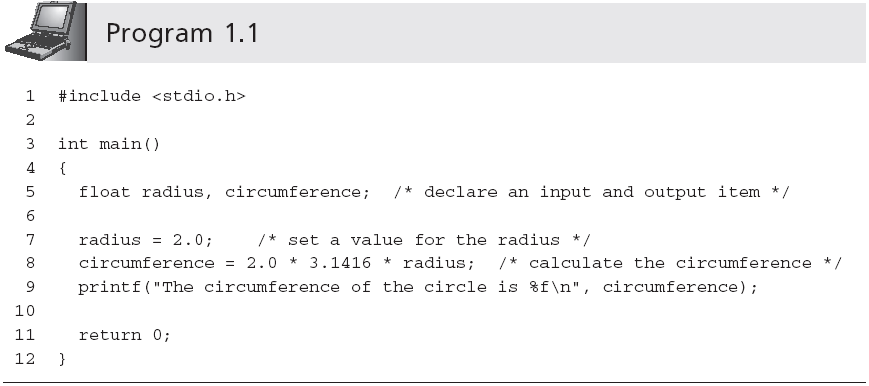 Program 1.1
1 #include <stdio.h>
2
3 int main()
4 {
5   float radius, circumference;  /* declare an input and output item */
6
7   radius = 2.0;    /* set a value for the radius */
8   circumference = 2.0 * 3.1416 * radius;  /* calculate the circumference */
9   printf("The circumference of the circle is %f\n", circumference);
10
11   return 0;
12 }